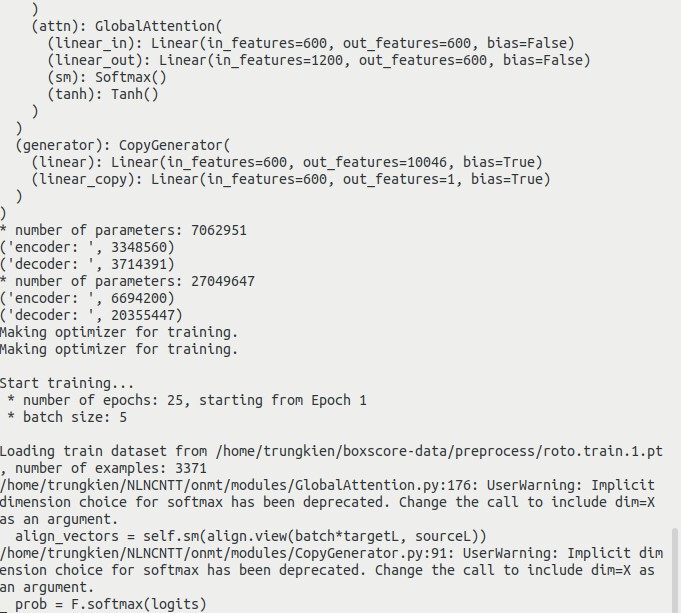 )
    (attn): GlobalAttention(
      (linear_in): Linear(in_features=600, out_features=600, bias=False)
      (linear_out): Linear(in_features=1200, out_features=600, bias=False)
      (sm): Softmax()
      (tanh): Tanh()
    )
  )
  (generator): CopyGenerator(
    (linear): Linear(in_features=600, out_features=10046, bias=True)
    (linear_copy): Linear(in_features=600, out_features=1, bias=True)
  )
)
* number of parameters: 7062951
('encoder: ', 3348560)
('decoder: ', 3714391)
* number of parameters: 27049647
('encoder: ', 6694200)
('decoder: ', 20355447)
Making optimizer for training.
Making optimizer for training.

Start training...
 * number of epochs: 25, starting from Epoch 1
 * batch size: 5

Loading train dataset from /home/trungkien/boxscore-data/preprocess/roto.train.1.pt
, number of examples: 3371
/home/trungkien/NLNCNTT/onmt/modules/GlobalAttention.py:176: UserWarning: Implicit
dimension choice for softmax has been deprecated. Change the call to include dim=X
as an argument.
  align_vectors = self.sm(align.view(batch*targetL, sourceL))
/home/trungkien/NLNCNTT/onmt/modules/CopyGenerator.py:91: UserWarning: Implicit dim
ension choice for softmax has been deprecated. Change the call to include dim=X as
an argument.
  prob = F.softmax(logits)